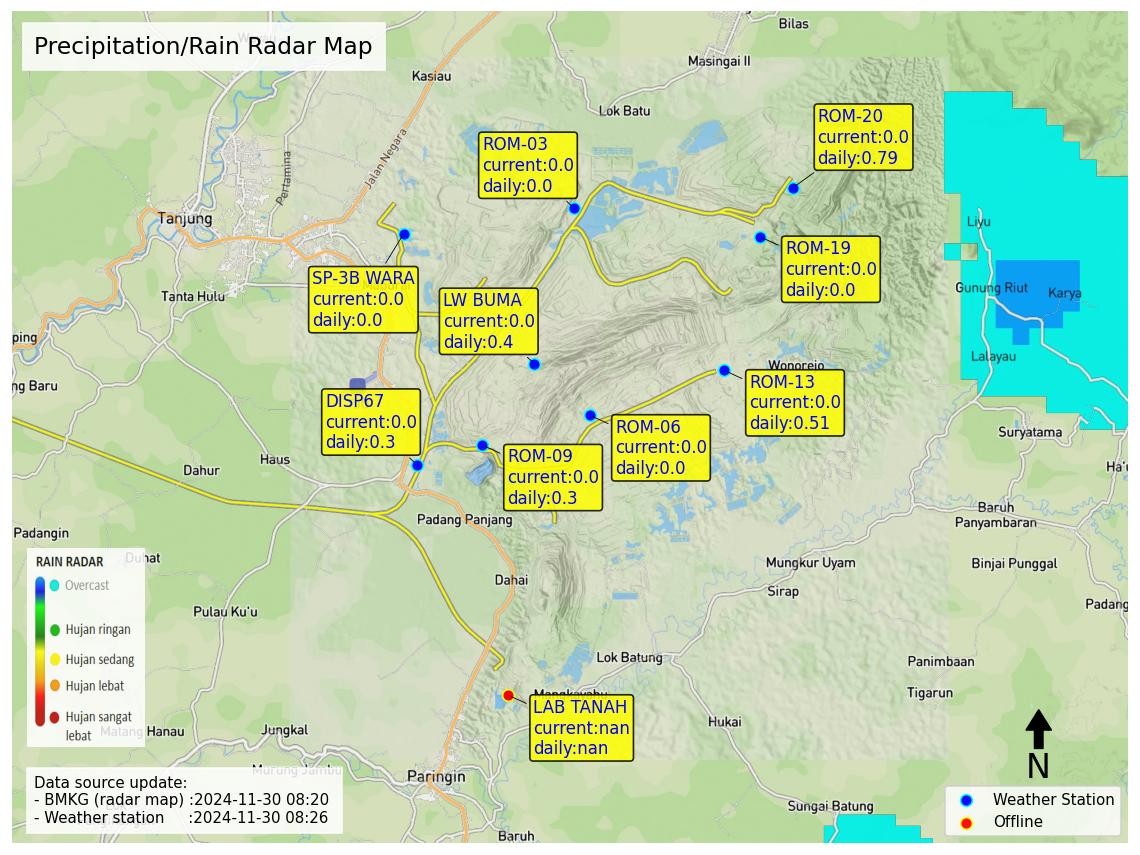 Precipitation/Rain Radar Map
Bilas
Masingai II
Kasiau
Lok Batu
Jalan Negara
Pertamina
Tanjung
Tanta Hulu
ROM-20
current:0.0
daily:0.79
ROM-03
current:0.0
daily:0.0
ROM-19
current:0.0
daily:0.0
SP-3B WARA
current:0.0
daily:0.0
LW BUMA
current:0.0
daily:0.4
Liyu
Gunung Riut
Karya
Lalayau
ping
ng Baru
Wonorejo
ROM-13
current:0.0
daily:0.51
DISP67
current:0.0
daily:0.3
ROM-06
current:0.0
daily:0.0
ROM-09
current:0.0
daily:0.3
Suryatama
Ha'u
Haus
Dahur
Baruh
Panyambaran
Padang Panjang
Padangin
Duhat
Mungkur Uyam
Binjai Punggal
Dahai
Sirap
Padang
Pulau Ku'u
RAIN RADAR
Overcast
Hujan ringan
Hujan sedang
Hujan lebat
Hujan sangat
lebat
Lok Batung
Panimbaan
Tigarun
Mangkayahu
LAB TANAH
current:nan
daily:nan
Hukai
Matang Hanau
Jungkal
Murung Jambu
Paringin
Sungai Batung
Baruh
N
Data source update:
- BMKG (radar map) :2024-11-30 08:20
- Weather station :2024-11-30 08:26
Weather Station
Offline